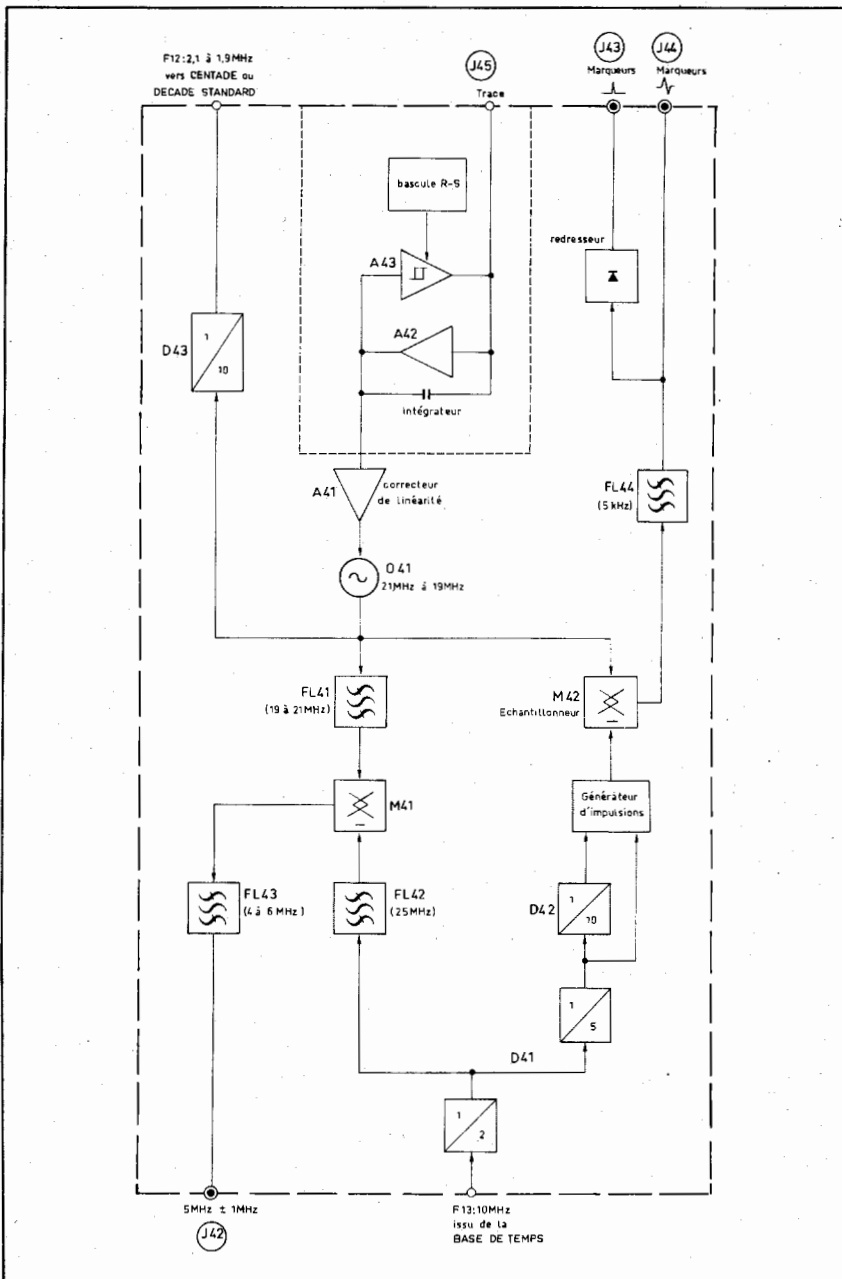 F12:2,1 à 1,9MHz
vers CENTADE ou
DECADE STANDARD
J45
Trace
J43
Marqueurs
J44
Marqueurs
bascule R-S
A43
redresseur
A42
D43
1
10
intégrateur
A41
correcteur
de linéarité
FL44
(5 kHz)
O41
21MHz à 19MHz
FL41
(19 à 21MHz)
M42
Echantillonneur
M41
Générateur
d'impulsions
FL43
(4 à 6MHz)
FL42
(25MHz)
D42
1
10
1
5
D41
1
2
5MHz ± 1MHz
J42
F13:10MHz
issu de la
BASE DE TEMPS